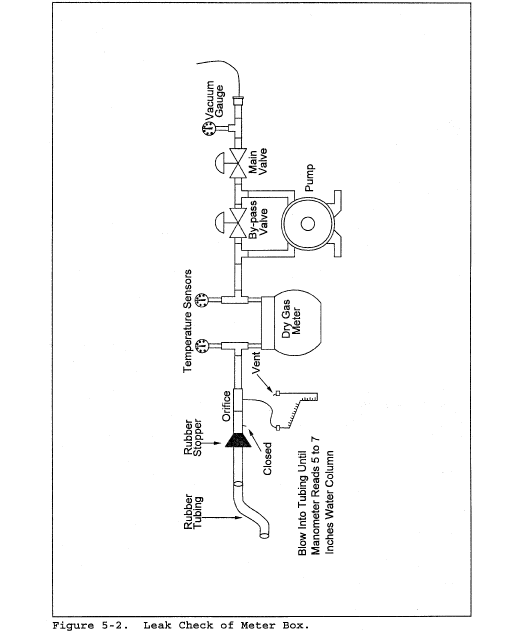 Vacuum
Gauge
Main
Valve
By-pass
Valve
Pump
Temperature Sensors
Dry Gas
Meter
Vent
Orifice
Rubber
Stopper
Closed
Rubber
Tubing
Blow Into Tubing Until
Manometer Reads 5 to 7
Inches Water Column
Figure 5-2. Leak Check of Meter Box.